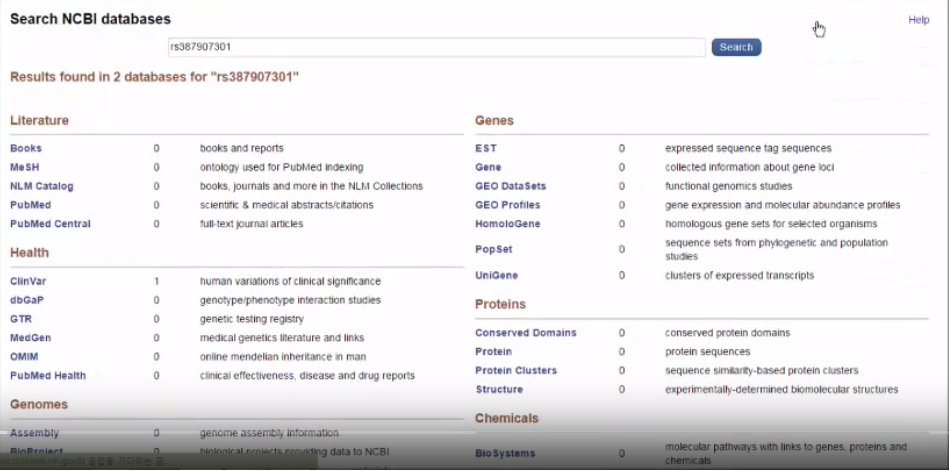 Search NCBI databases
Help
rs387907301
Search
Results found in 2 databases for "rs387907301"
Literature
Books 0 books and reports
MeSH 0 ontology used for PubMed indexing
NLM Catalog 0 books, journals and more in the NLM Collections
PubMed 0 scientific & medical abstracts/citations
PubMed Central 0 full-text journal articles
Health
ClinVar 1 human variations of clinical significance
dbGaP 0 genotype/phenotype interaction studies
GTR 0 genetic testing registry
MedGen 0 medical genetics literature and links
OMIM 0 online mendelian inheritance in man
PubMed Health 0 clinical effectiveness, disease and drug reports
Genomes
Assembly 0 genome assembly information
BioProject 0 biological projects providing data to NCBI
Genes
EST 0 expressed sequence tag sequences
Gene 0 collected information about gene loci
GEO DataSets 0 functional genomics studies
GEO Profiles 0 gene expression and molecular abundance profiles
HomoloGene 0 homologous gene sets for selected organisms
PopSet 0 sequence sets from phylogenetic and population
studies
UniGene 0 clusters of expressed transcripts
Proteins
Conserved Domains 0 conserved protein domains
Protein 0 protein sequences
Protein Clusters 0 sequence similarity-based protein clusters
Structure 0 experimentally-determined biomolecular structures
Chemicals
BioSystems 0 molecular pathways with links to genes, proteins and
chemicals